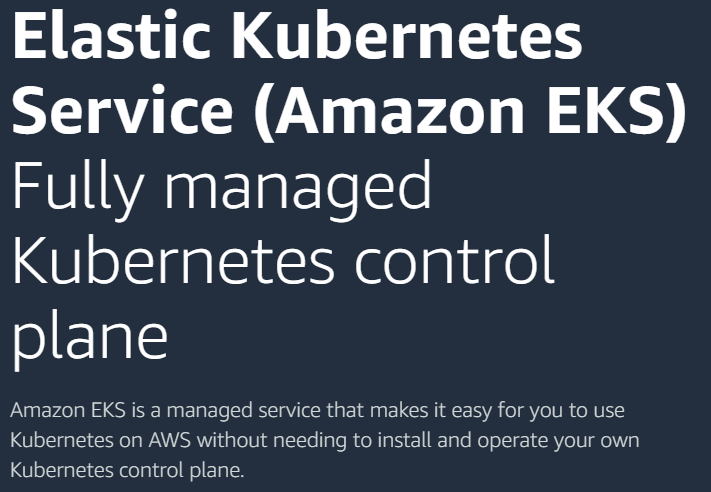 Elastic Kubernetes
Service (Amazon EKS)
Fully managed
Kubernetes control
plane
Amazon EKS is a managed service that makes it easy for you to use
Kubernetes on AWS without needing to install and operate your own
Kubernetes control plane.